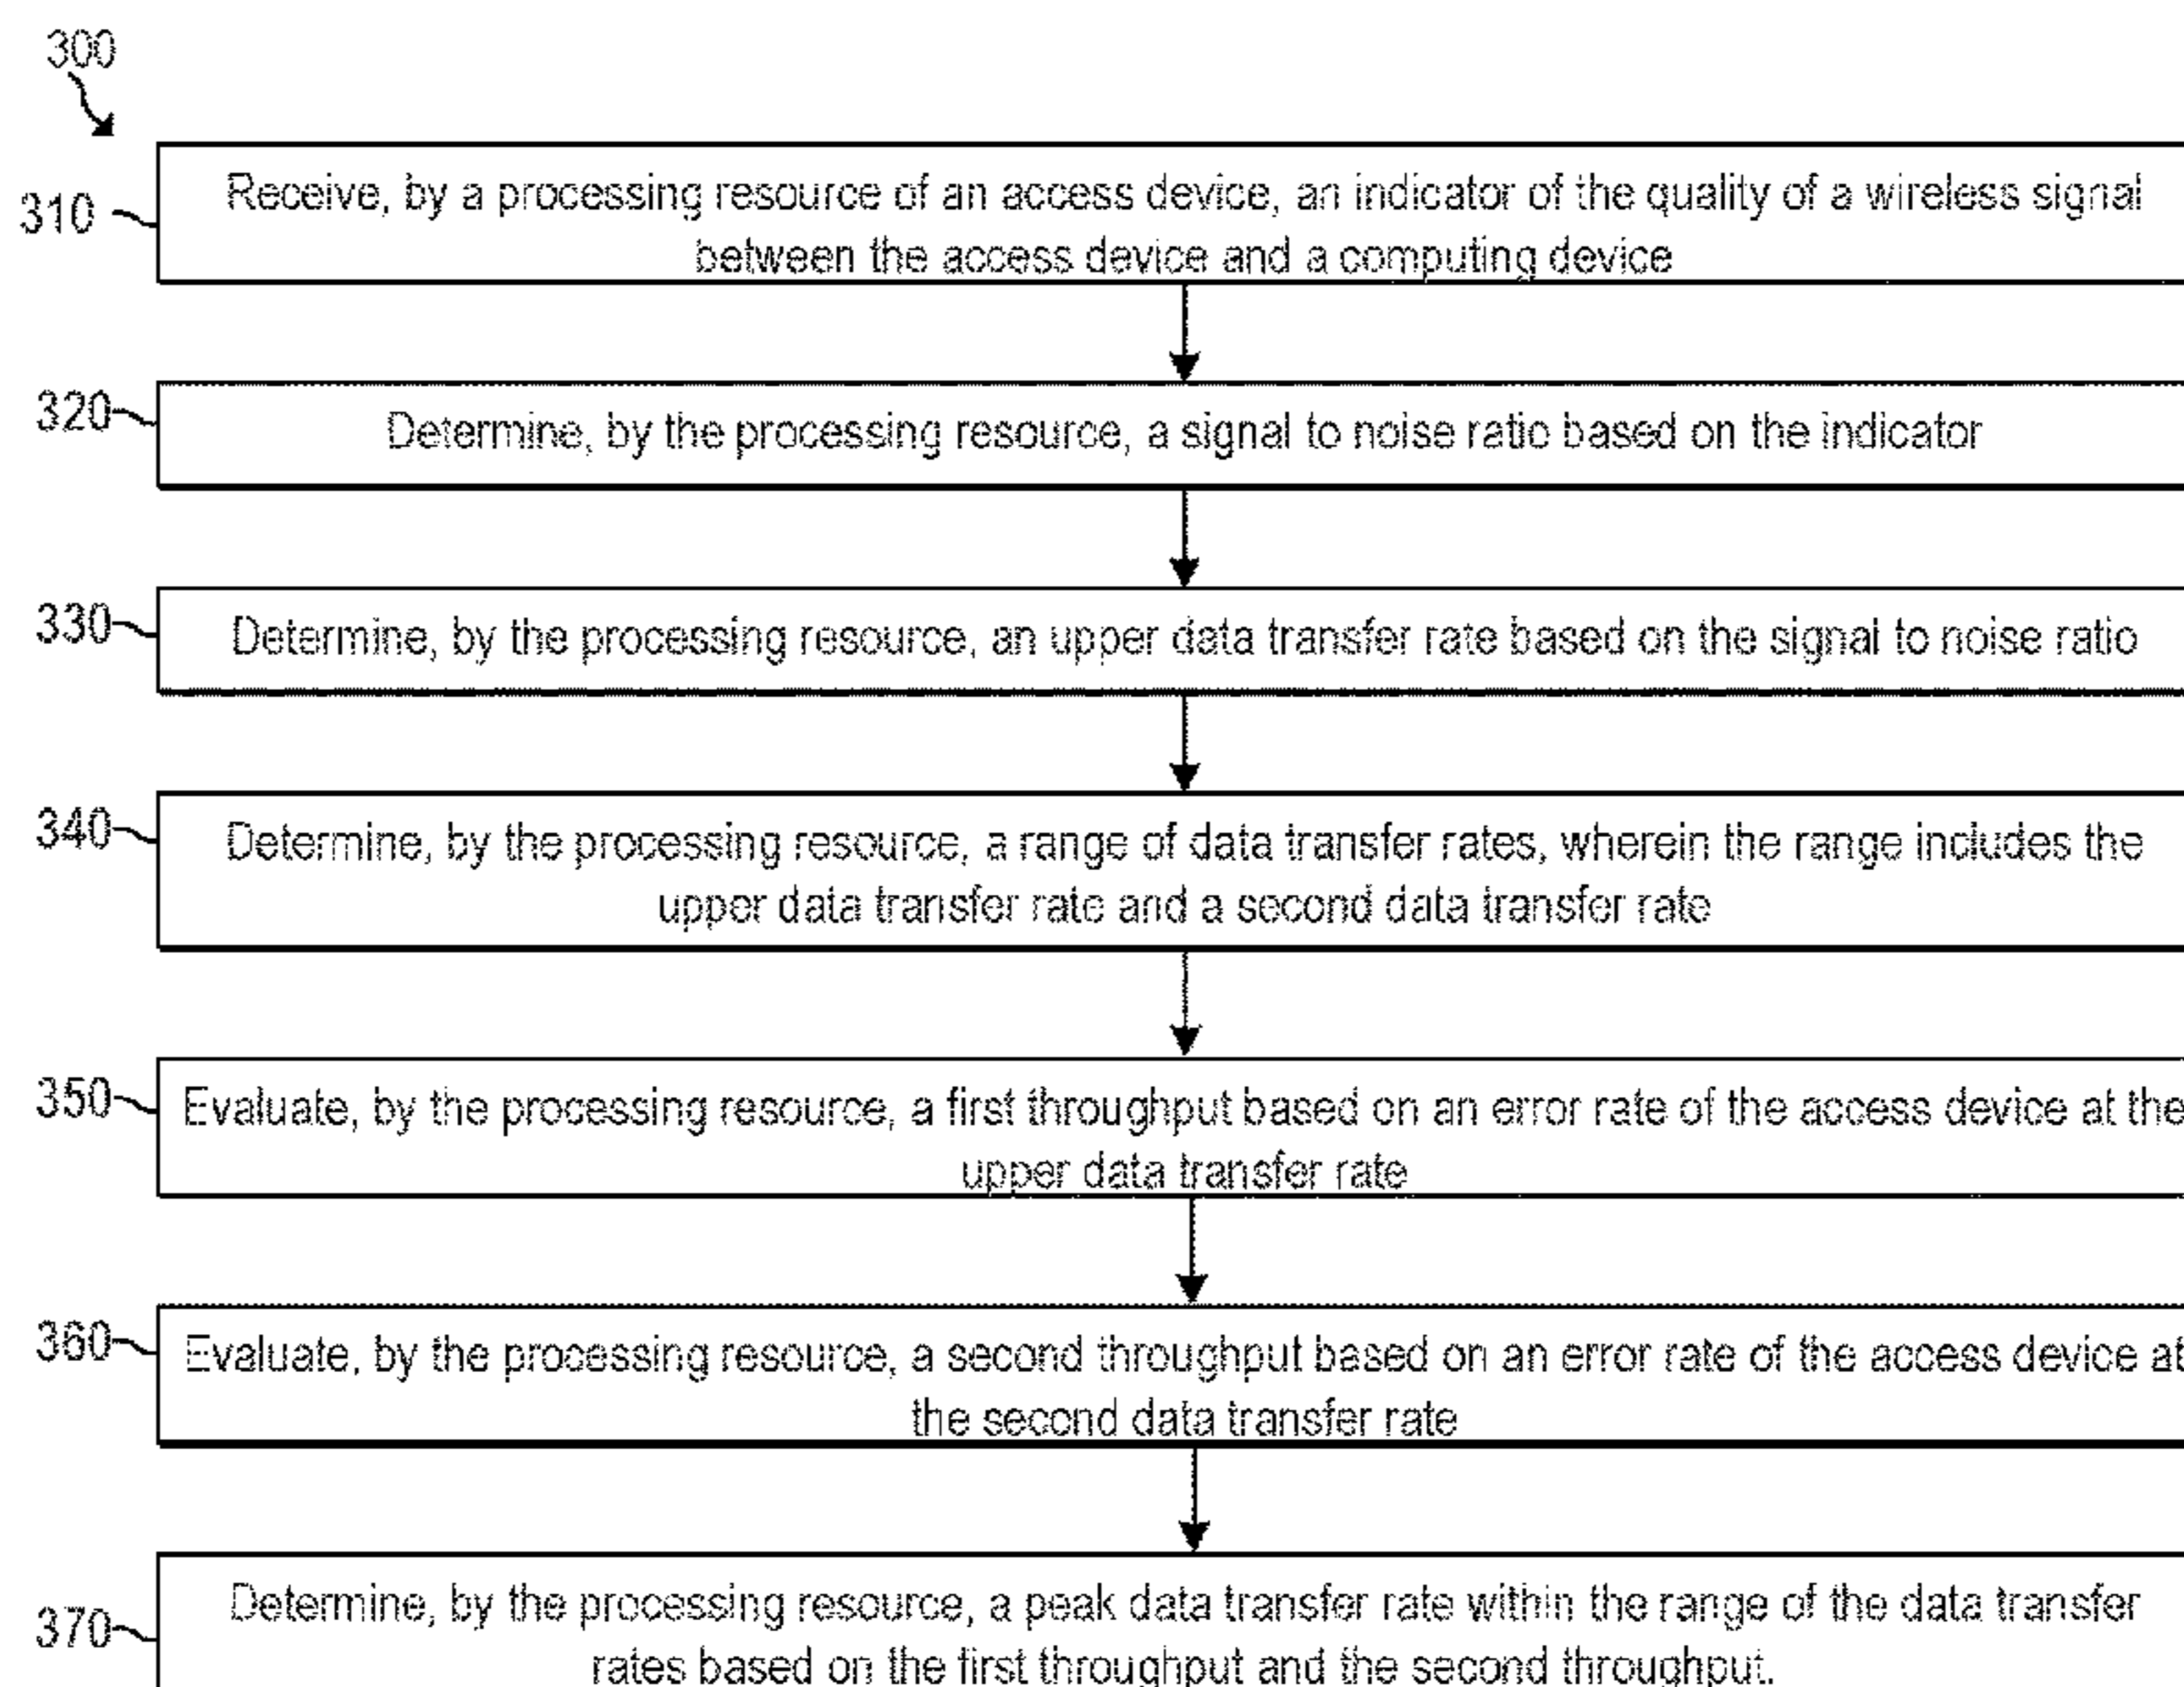 300
310
Receive, by a processing resource of an access device, an indicator of the quality of a wireless signal
between the access device and a computing device
320
Determine, by the processing resource, a signal to noise ratio based on the indicator
330
Determine, by the processing resource, an upper data transfer rate based on the signal to noise ratio
340
Determine, by the processing resource, a range of data transfer rates, wherein the range includes the
upper data transfer rate and a second data transfer rate
350
Evaluate, by the processing resource, a first throughput based on an error rate of the access device at the
upper data transfer rate
360
Evaluate, by the processing resource, a second throughput based on an error rate of the access device at
the second data transfer rate
370
Determine, by the processing resource, a peak data transfer rate within the range of the data transfer
rates based on the first throughput and the second throughput.